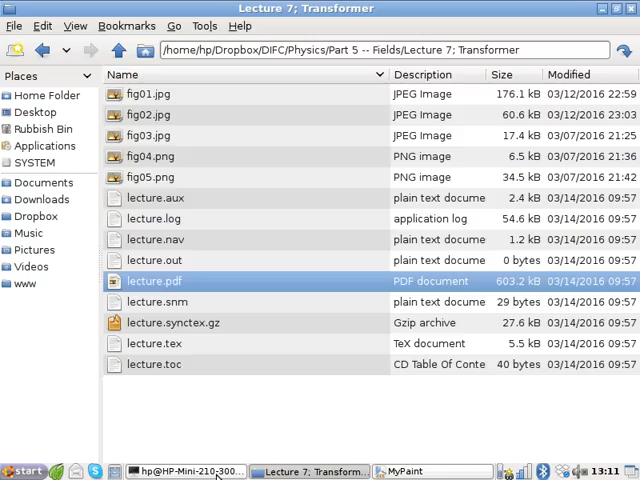 Lecture 7; Transformer
File Edit View Bookmarks Go Tools Help
/home/hp/Dropbox/DIFC/Physics/Part 5 -- Fields/Lecture 7; Transformer
Places Name Description Size Modified
Home Folder
Desktop
Rubbish Bin
Applications
SYSTEM
Documents
Downloads
Dropbox
Music
Pictures
Videos
www
fig01.jpg JPEG Image 176.1 kB 03/12/2016 22:59
fig02.jpg JPEG Image 60.6 kB 03/12/2016 23:03
fig03.jpg JPEG Image 17.4 kB 03/07/2016 21:25
fig04.png PNG image 6.5 kB 03/07/2016 21:36
fig05.png PNG image 34.5 kB 03/07/2016 21:42
lecture.aux plain text docume 2.4 kB 03/14/2016 09:57
lecture.log application log 54.6 kB 03/14/2016 09:57
lecture.nav plain text docume 1.2 kB 03/14/2016 09:57
lecture.out plain text docume 0 bytes 03/14/2016 09:57
lecture.pdf PDF document 603.2 kB 03/14/2016 09:57
lecture.snm plain text docume 29 bytes 03/14/2016 09:57
lecture.synctex.gz Gzip archive 27.6 kB 03/14/2016 09:57
lecture.tex TeX document 5.5 kB 03/14/2016 09:57
lecture.toc CD Table Of Conte 40 bytes 03/14/2016 09:57
start hp@HP-Mini-210-300... Lecture 7; Transform... MyPaint 13:11